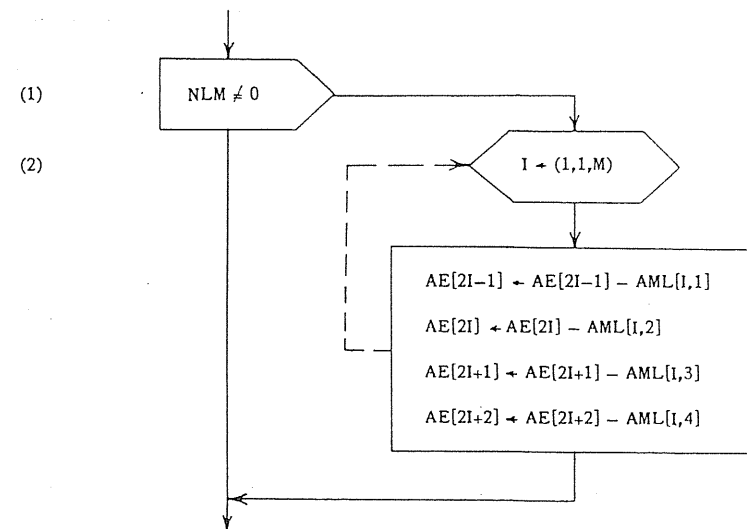 (1)
NLM ≠ 0
(2)
I ← (1,1,M)
AE[2I–1] ← AE[2I–1] – AML[I,1]
AE[2I] ← AE[2I] – AML[I,2]
AE[2I+1] ← AE[2I+1] – AML[I,3]
AE[2I+2] ← AE[2I+2] – AML[I,4]